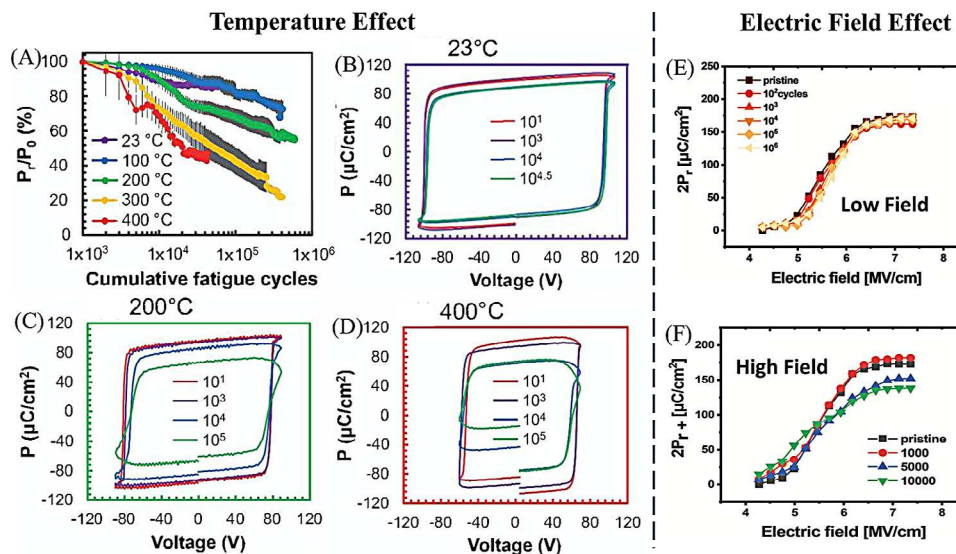 Temperature Effect
Electric Field Effect
(A)
P_r/P_0 (%)
100
80
60
40
20
0
23 °C
100 °C
200 °C
300 °C
400 °C
1x10³ 1x10⁴ 1x10⁵ 1x10⁶
Cumulative fatigue cycles
(B)
23°C
P (µC/cm²)
120
80
40
0
-40
-80
-120
10¹
10³
10⁴
10⁴·⁵
-120 -80 -40 0 40 80 120
Voltage (V)
(E)
2Pr [µC/cm²]
250
200
150
100
50
0
pristine
10² cycles
10³
10⁴
10⁵
10⁶
Low Field
4 5 6 7 8
Electric field [MV/cm]
(C)
200°C
P (µC/cm²)
120
80
40
0
-40
-80
-120
10¹
10³
10⁴
10⁵
-120 -80 -40 0 40 80 120
Voltage (V)
(D)
400°C
P (µC/cm²)
120
80
40
0
-40
-80
-120
10¹
10³
10⁴
10⁵
-120 -80 -40 0 40 80 120
Voltage (V)
(F)
2Pr + [µC/cm²]
250
200
150
100
50
0
High Field
pristine
1000
5000
10000
4 5 6 7 8
Electric field [MV/cm]